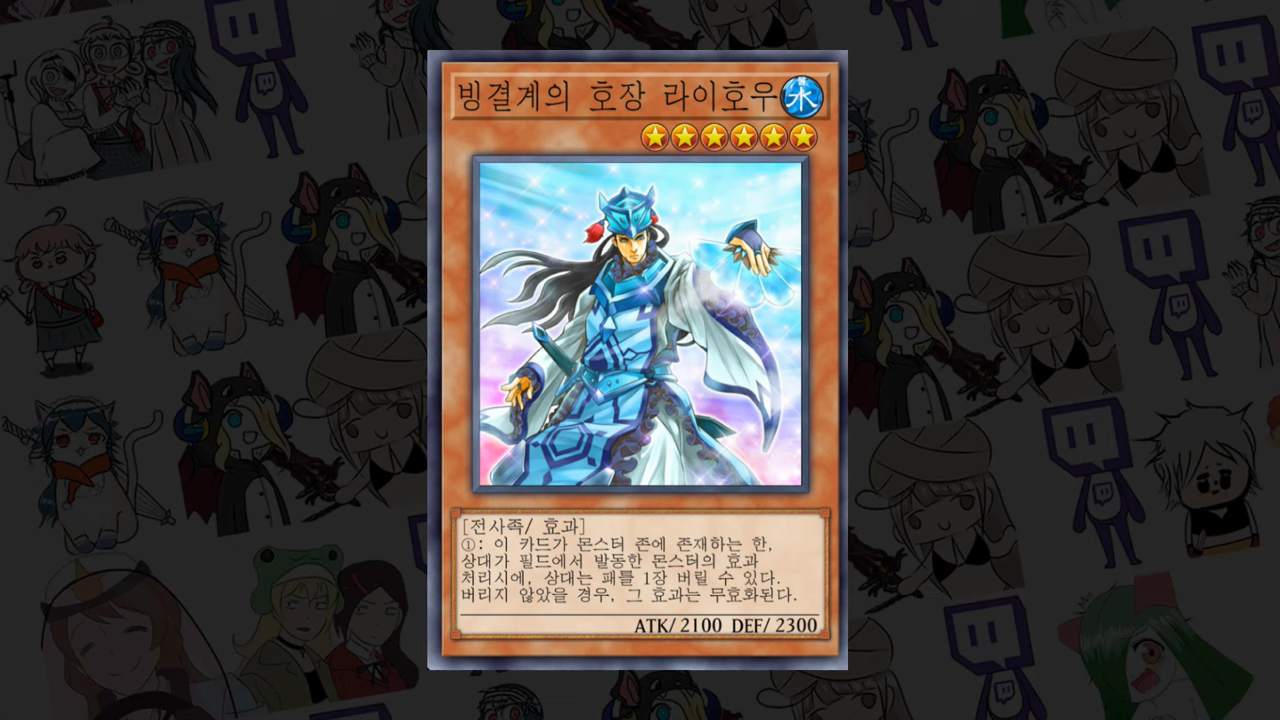 빙결계의 호장 라이호우
水
[전사족/ 효과]
①: 이 카드가 몬스터 존에 존재하는 한,
상대가 필드에서 발동한 몬스터의 효과
처리시에, 상대는 패를 1장 버릴 수 있다.
버리지 않았을 경우, 그 효과는 무효화된다.
ATK/ 2100 DEF/ 2300